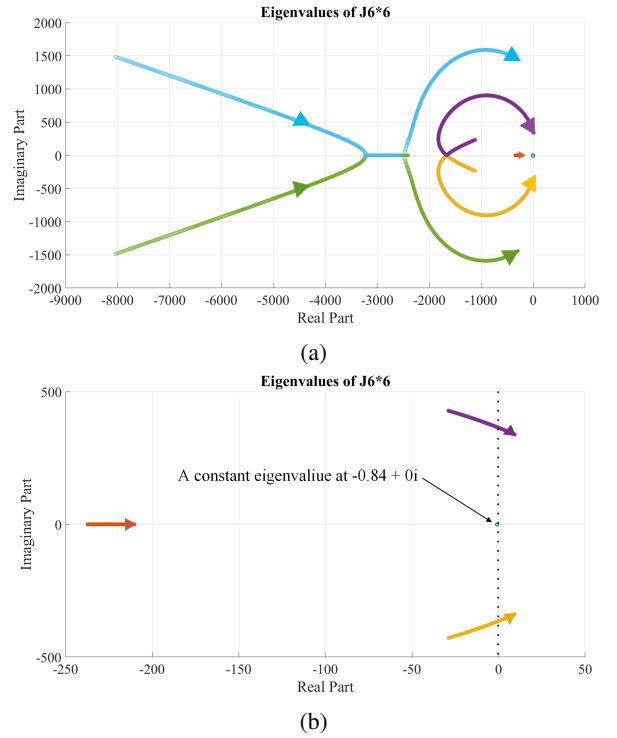 Eigenvalues of J6*6
2000
1500
1000
500
0
-500
-1000
-1500
-2000
Imaginary Part
-9000 -8000 -7000 -6000 -5000 -4000 -3000 -2000 -1000 0 1000
Real Part
(a)
Eigenvalues of J6*6
500
0
-500
Imaginary Part
A constant eigenvaliue at -0.84 + 0i
-250 -200 -150 -100 -50 0 50
Real Part
(b)